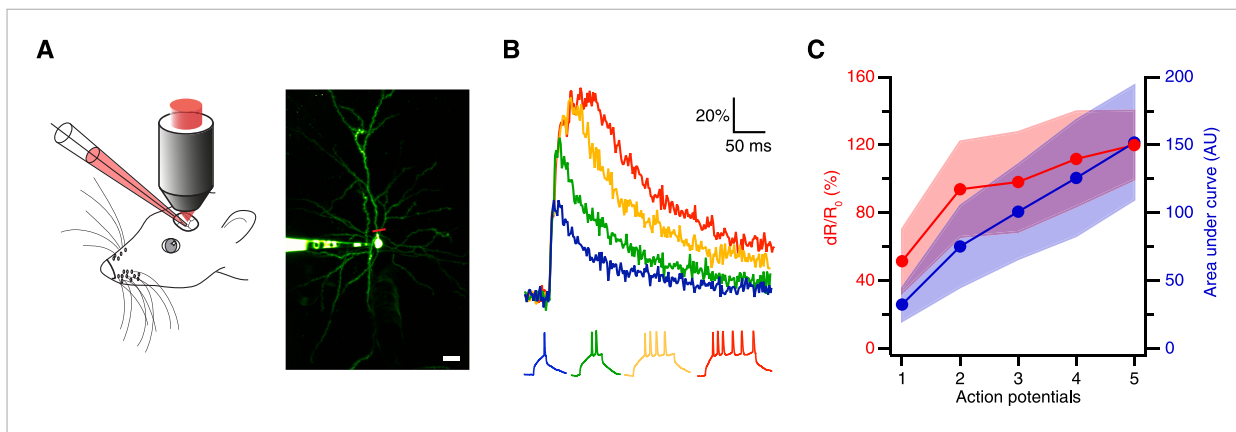 A
B
20%
50 ms
C
160
120
80
40
0
dR/R0 (%)
200
150
100
50
0
Area under curve (AU)
1 2 3 4 5
Action potentials